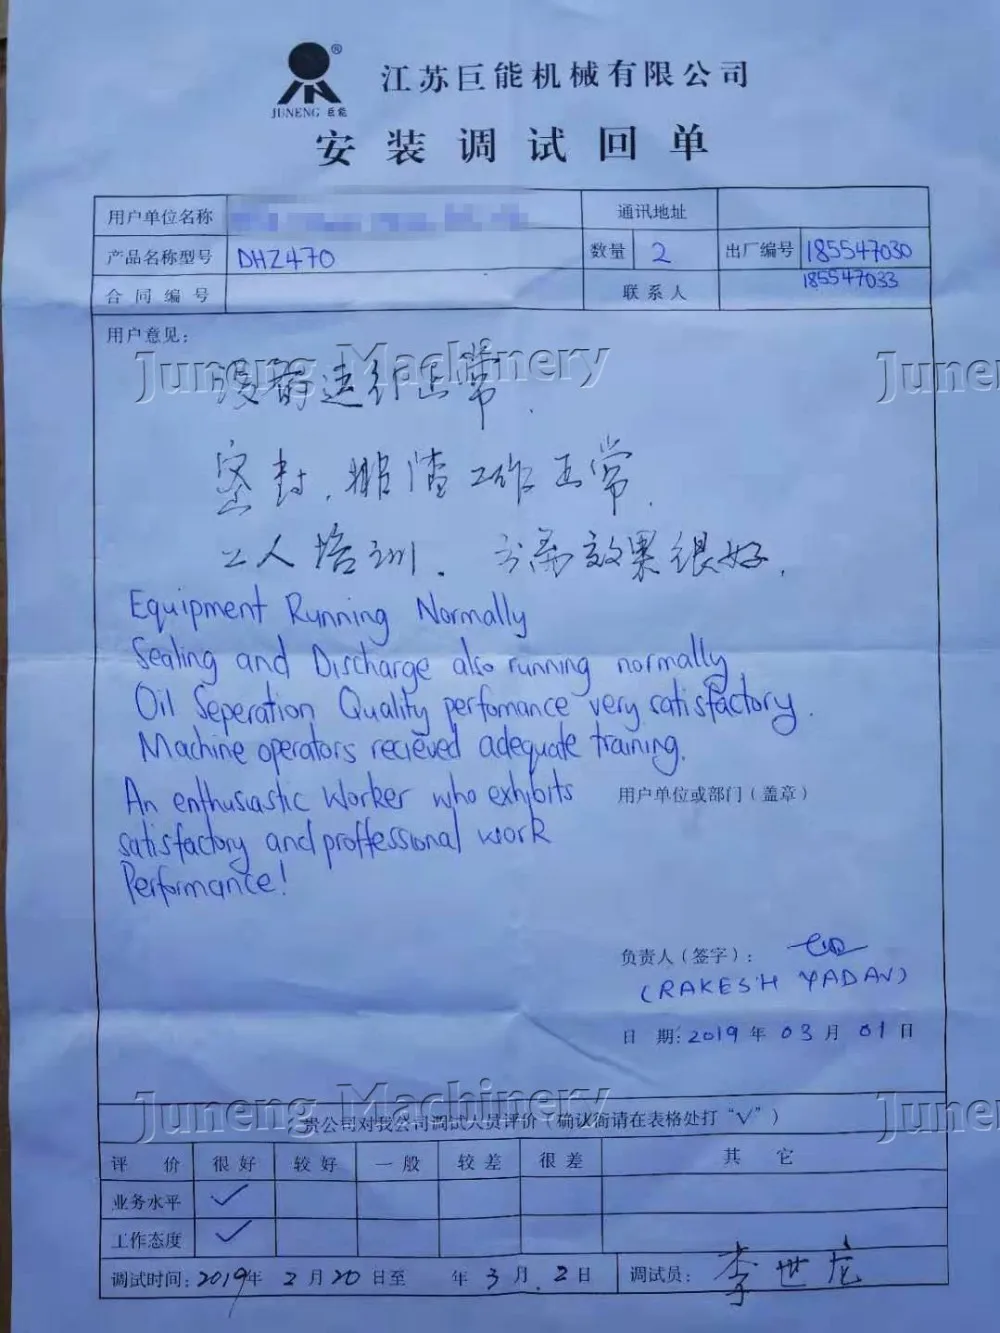 JUNENG 巨能 ®
江苏巨能机械有限公司
安装调试回单
用户单位名称 通讯地址
产品名称型号 DHZ470 数量 2 出厂编号 185547030
185547033
合同编号 联系人
用户意见：
Juneng Machinery June
设备运行正常.
密封.排渣工作正常.
工人培训. 分离效果很好.
Equipment Running Normally
Sealing and Discharge also running normally
Oil Seperation Quality perfomance very satisfactory.
Machine operators recieved adequate training.
An enthusiastic Worker who exhibits 用户单位或部门（盖章）
satisfactory and proffessional work
Performance!
负责人（签字）：
(RAKESH YADAV)
日 期：2019 年 03 月 01 日
Juneng Machinery June
（贵公司对我公司调试人员评价（确认后请在表格处打“√”）
评 价 很好 较好 一般 较差 很差 其 它
业务水平 √
工作态度 √
调试时间：2019年 2 月 20 日至 年 3 月 2 日 调试员： 李世龙